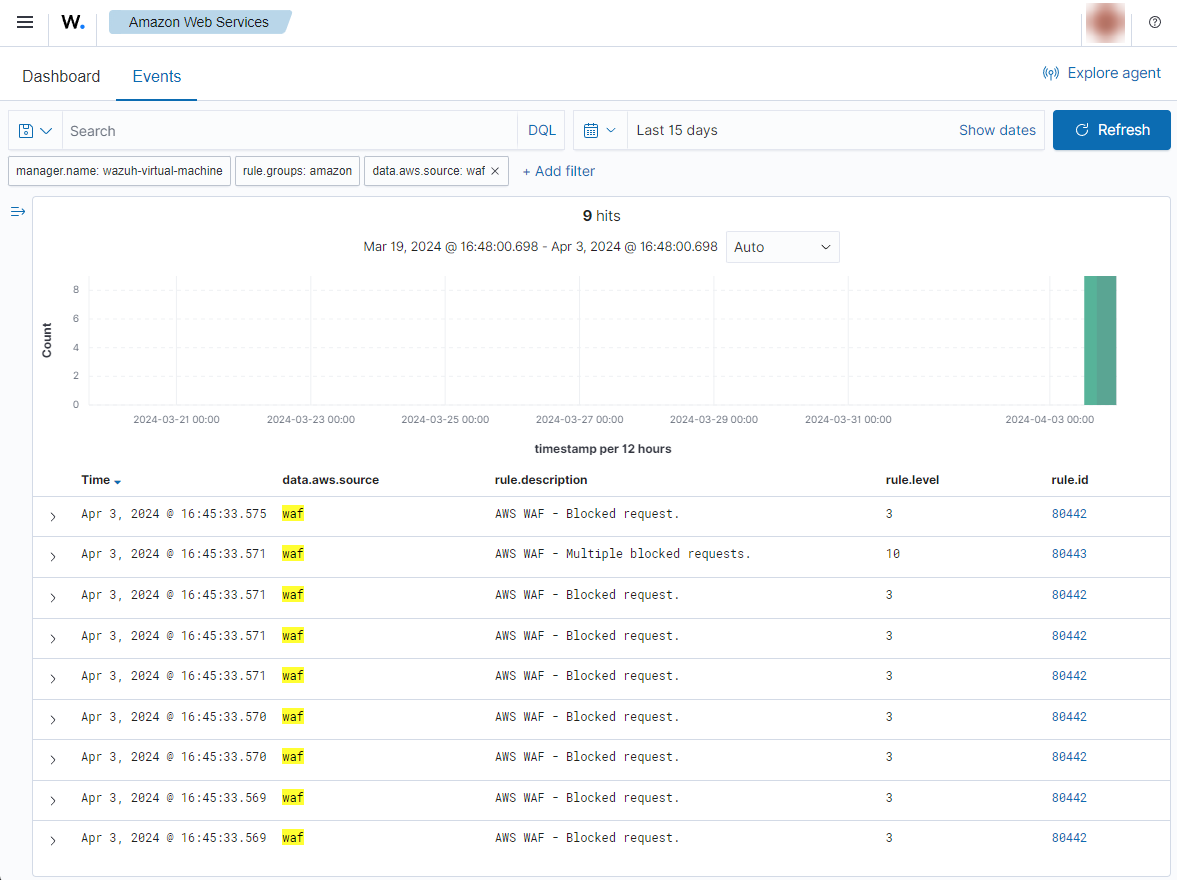 W. Amazon Web Services
Dashboard Events Explore agent
Search DQL Last 15 days Show dates Refresh
manager.name: wazuh-virtual-machine rule.groups: amazon data.aws.source: waf × + Add filter
9 hits
Mar 19, 2024 @ 16:48:00.698 - Apr 3, 2024 @ 16:48:00.698 Auto
Count
8
6
4
2
0
2024-03-21 00:00 2024-03-23 00:00 2024-03-25 00:00 2024-03-27 00:00 2024-03-29 00:00 2024-03-31 00:00 2024-04-03 00:00
timestamp per 12 hours
Time data.aws.source rule.description rule.level rule.id
Apr 3, 2024 @ 16:45:33.575 waf AWS WAF - Blocked request. 3 80442
Apr 3, 2024 @ 16:45:33.571 waf AWS WAF - Multiple blocked requests. 10 80443
Apr 3, 2024 @ 16:45:33.571 waf AWS WAF - Blocked request. 3 80442
Apr 3, 2024 @ 16:45:33.571 waf AWS WAF - Blocked request. 3 80442
Apr 3, 2024 @ 16:45:33.571 waf AWS WAF - Blocked request. 3 80442
Apr 3, 2024 @ 16:45:33.570 waf AWS WAF - Blocked request. 3 80442
Apr 3, 2024 @ 16:45:33.570 waf AWS WAF - Blocked request. 3 80442
Apr 3, 2024 @ 16:45:33.569 waf AWS WAF - Blocked request. 3 80442
Apr 3, 2024 @ 16:45:33.569 waf AWS WAF - Blocked request. 3 80442